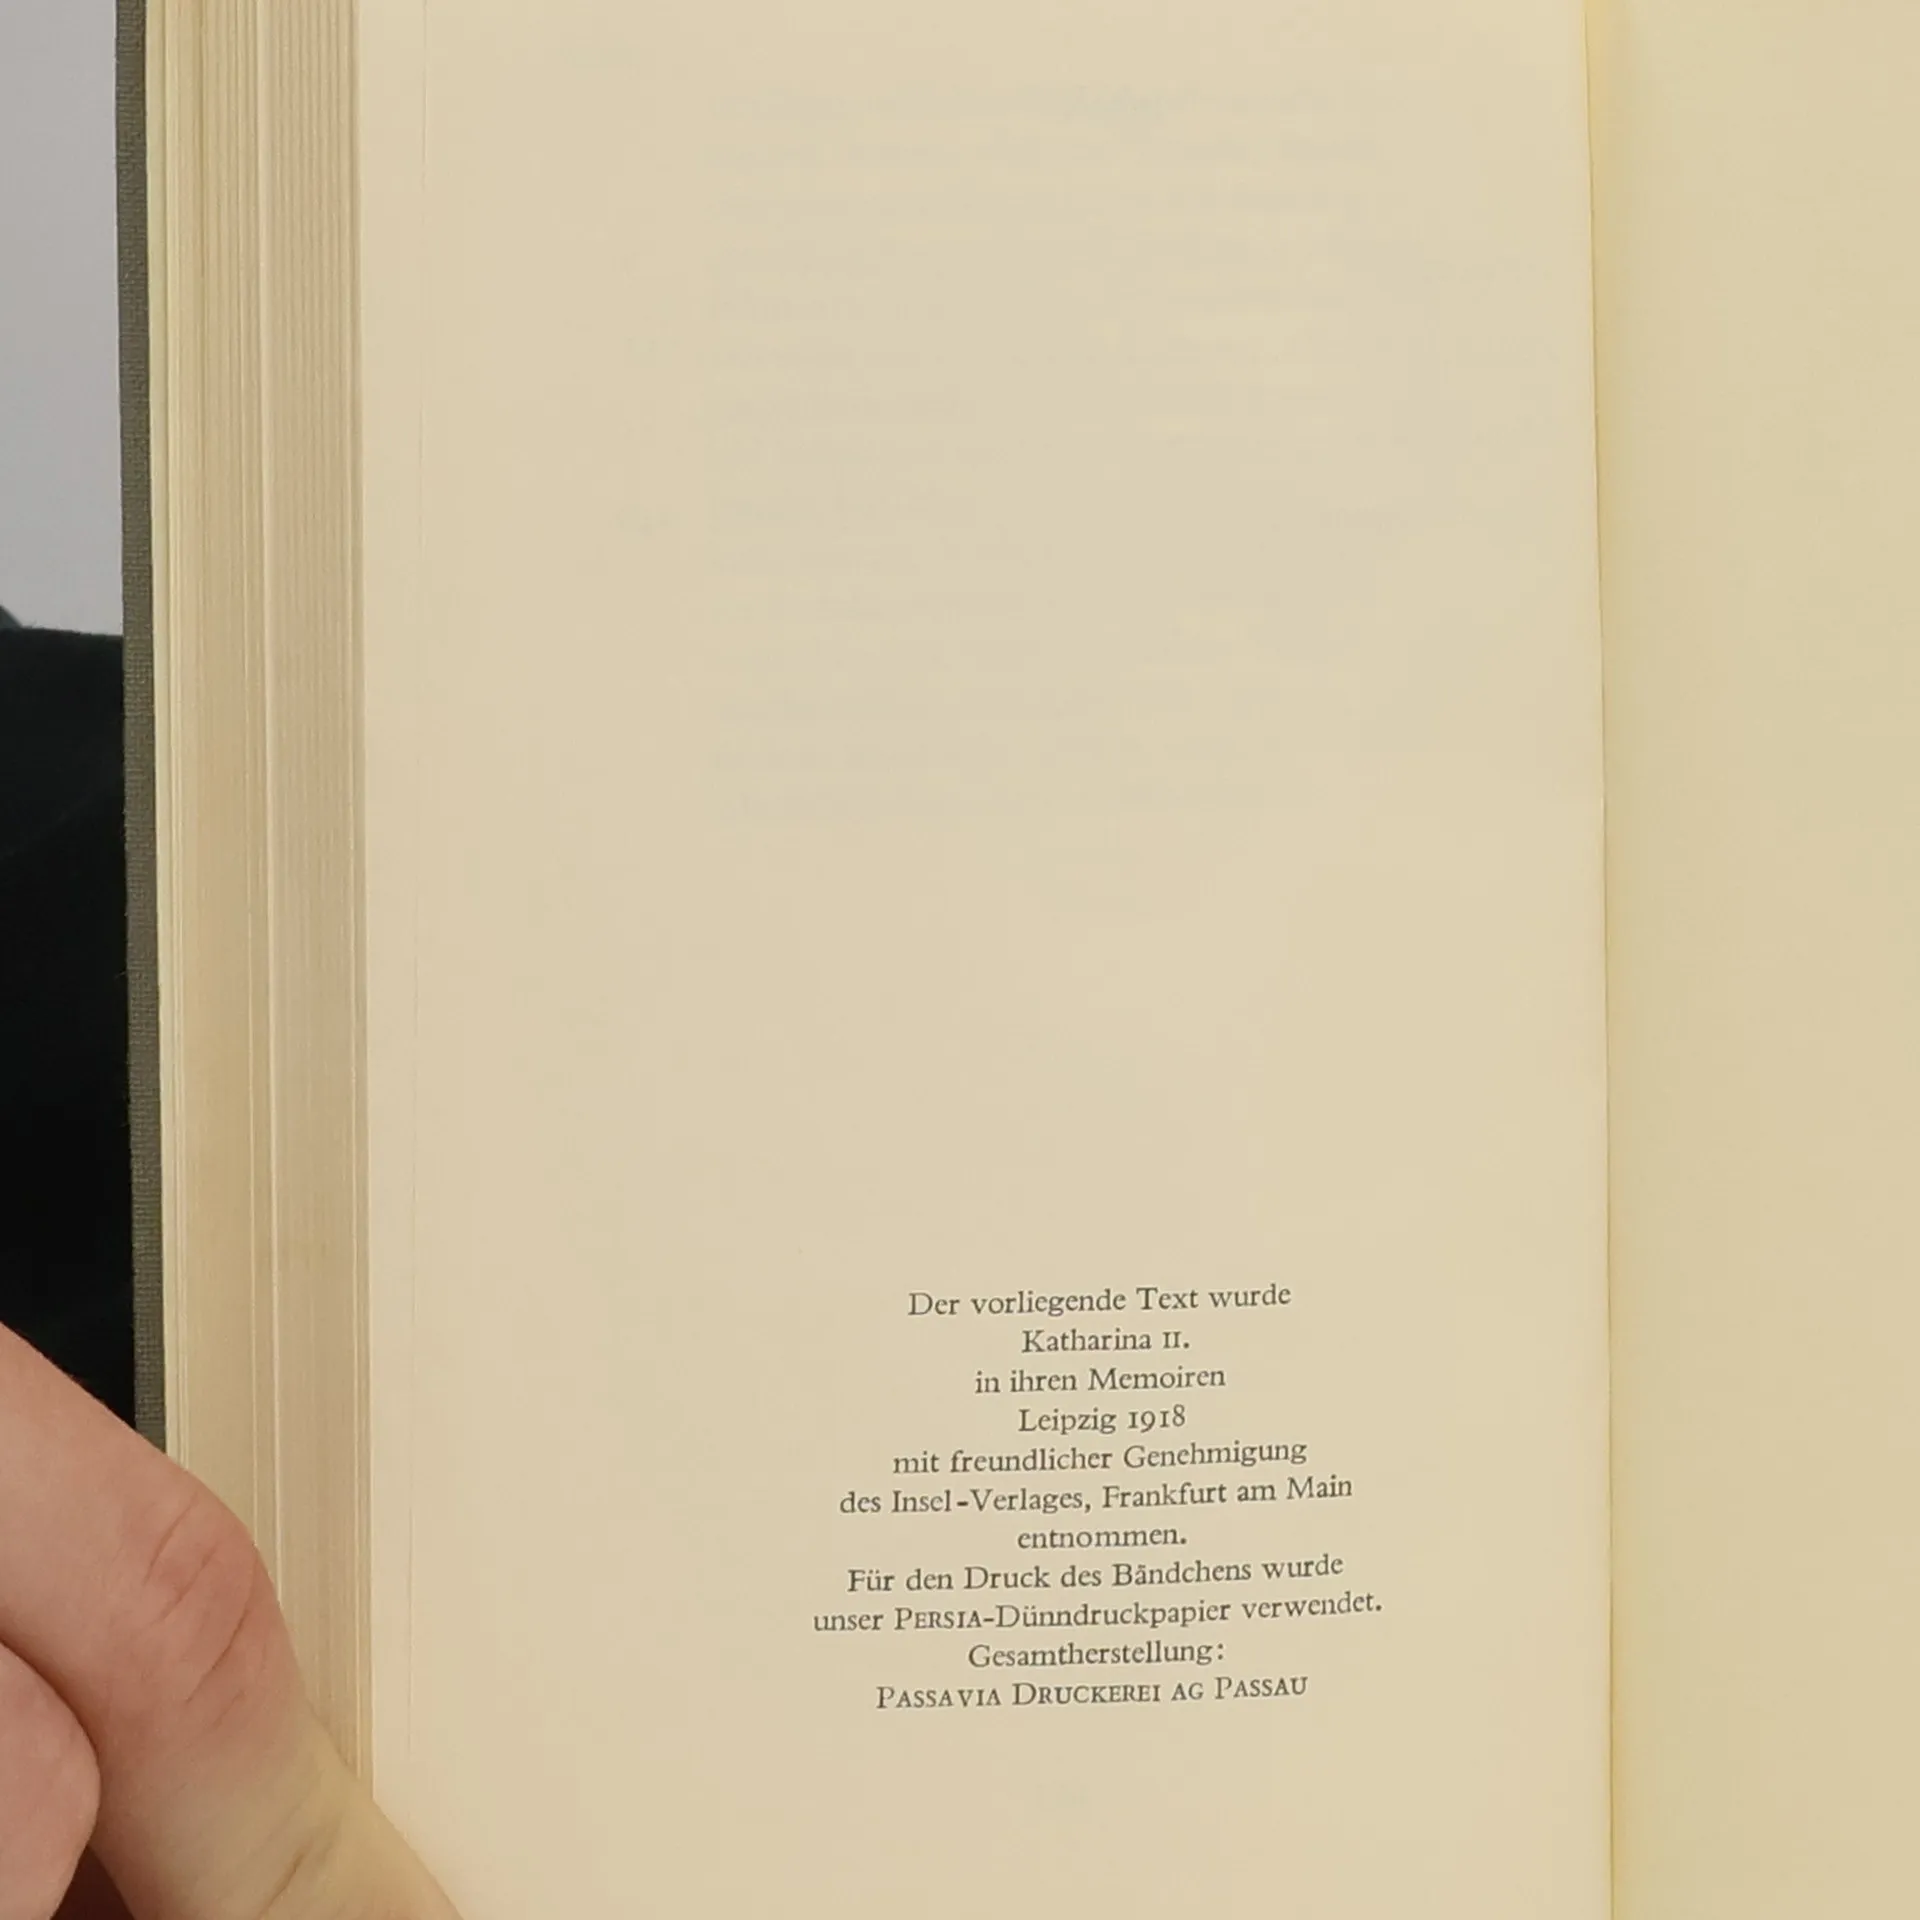 Der vorliegende Text wurde
Katharina II.
in ihren Memoiren
Leipzig 1918
mit freundlicher Genehmigung
des Insel-Verlages, Frankfurt am Main
entnommen.
Für den Druck des Bändchens wurde
unser PERSIA-Dünndruckpapier verwendet.
Gesamtherstellung:
PASSAVIA DRUCKEREI AG PASSAU